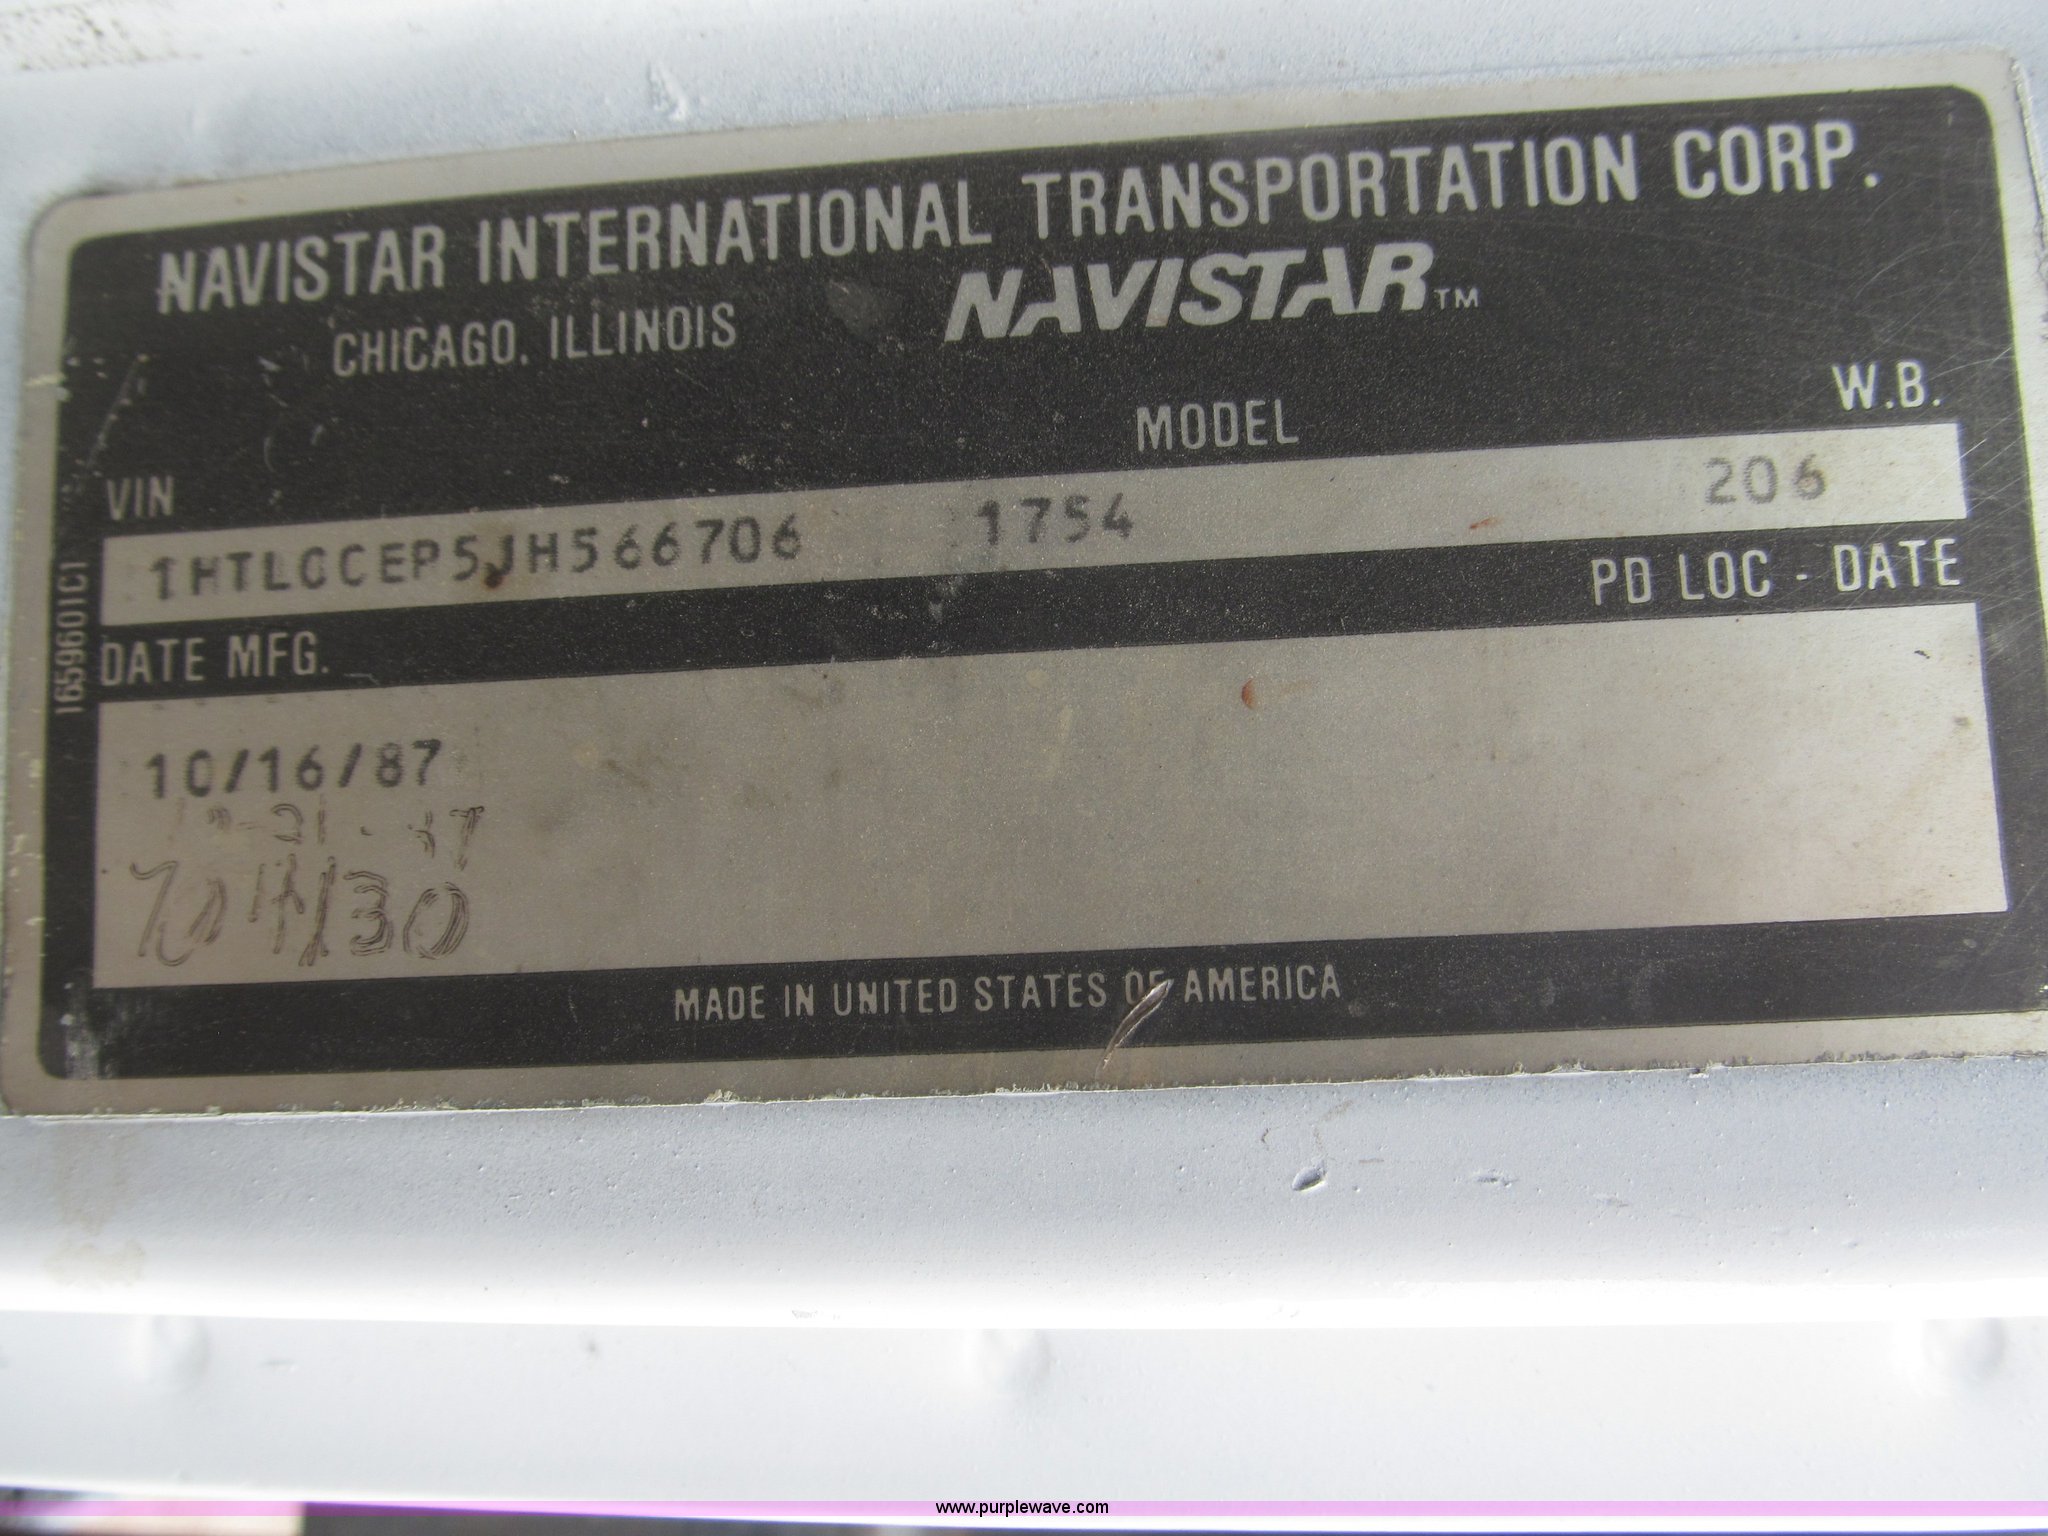 NAVISTAR INTERNATIONAL TRANSPORTATION CORP.
CHICAGO, ILLINOIS NAVISTAR™
VIN MODEL W.B.
1HTLCCEP5JH566706 1754 206
DATE MFG. PD LOC - DATE
1659601C1
10/16/87
MADE IN UNITED STATES OF AMERICA
www.purplewave.com